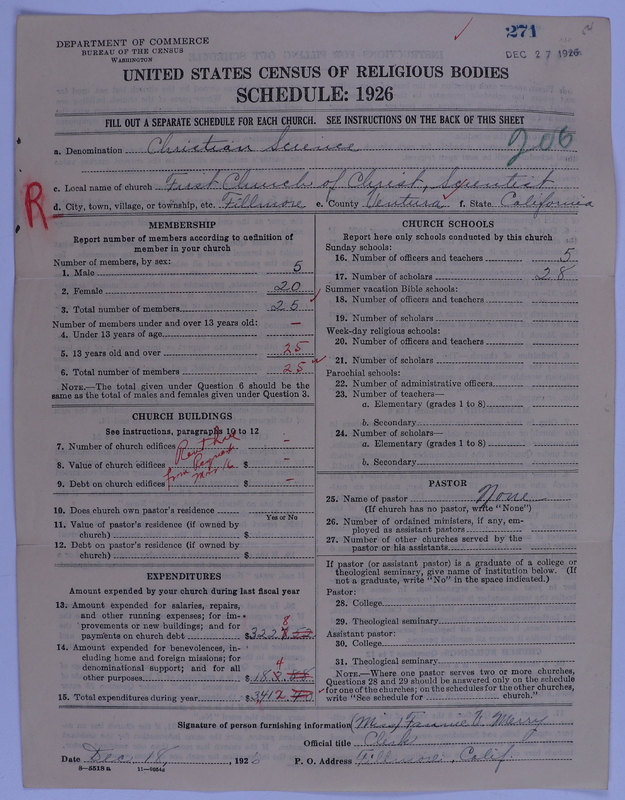 271
DEC 27 1926
DEPARTMENT OF COMMERCE
BUREAU OF THE CENSUS
WASHINGTON
UNITED STATES CENSUS OF RELIGIOUS BODIES
SCHEDULE: 1926
FILL OUT A SEPARATE SCHEDULE FOR EACH CHURCH. SEE INSTRUCTIONS ON THE BACK OF THIS SHEET
a. Denomination Christian Science 206
c. Local name of church First Church of Christ, Scientist
R
d. City, town, village, or township, etc. Fillmore e. County Ventura f. State California
MEMBERSHIP
Report number of members according to definition of
member in your church
Number of members, by sex:
1. Male 5
2. Female 20
3. Total number of members 25
Number of members under and over 13 years old:
4. Under 13 years of age —
5. 13 years old and over 25
6. Total number of members 25
NOTE.—The total given under Question 6 should be the
same as the total of males and females given under Question 3.
CHURCH BUILDINGS
See instructions, paragraphs 10 to 12
7. Number of church edifices –
8. Value of church edifices $ –
9. Debt on church edifices $ –
10. Does church own pastor's residence
Yes or No
11. Value of pastor's residence (if owned by
church) $
12. Debt on pastor's residence (if owned by
church) $
EXPENDITURES
Amount expended by your church during last fiscal year
13. Amount expended for salaries, repairs,
and other running expenses; for im-
provements or new buildings; and for
payments on church debt $322 8
14. Amount for benevolences, in-
cluding home and foreign missions; for
denominational support; and for all
other purposes $18 4
15. Total expenditures during year $3412
CHURCH SCHOOLS
Report here only schools conducted by this church
Sunday schools:
16. Number of officers and teachers 5
17. Number of scholars 28
Summer vacation Bible schools:
18. Number of officers and teachers
19. Number of scholars
Week-day religious schools:
20. Number of officers and teachers
21. Number of scholars
Parochial schools:
22. Number of administrative officers
23. Number of teachers—
a. Elementary (grades 1 to 8)
b. Secondary
24. Number of scholars—
a. Elementary (grades 1 to 8)
b. Secondary
PASTOR
25. Name of pastor None
(If church has no pastor, write "None")
26. Number of ordained ministers, if any, em-
ployed as assistant pastors
27. Number of other churches served by the
pastor or his assistants
If pastor (or assistant pastor) is a graduate of a college or
theological seminary, give name of institution below. (If
not a graduate, write "No" in the space indicated.)
Pastor:
28. College
29. Theological seminary
Assistant pastor:
30. College
31. Theological seminary
NOTE.—Where one pastor serves two or more churches,
Questions 28 and 29 should be answered only on the schedule
for one of the churches; on the schedules for the other churches,
write "See schedule for church."
Signature of person furnishing information Miss Fannie
Official title Clerk
Date Dec. 18, 1926 P. O. Address Fillmore, Calif.
8—5518a 11—9064a